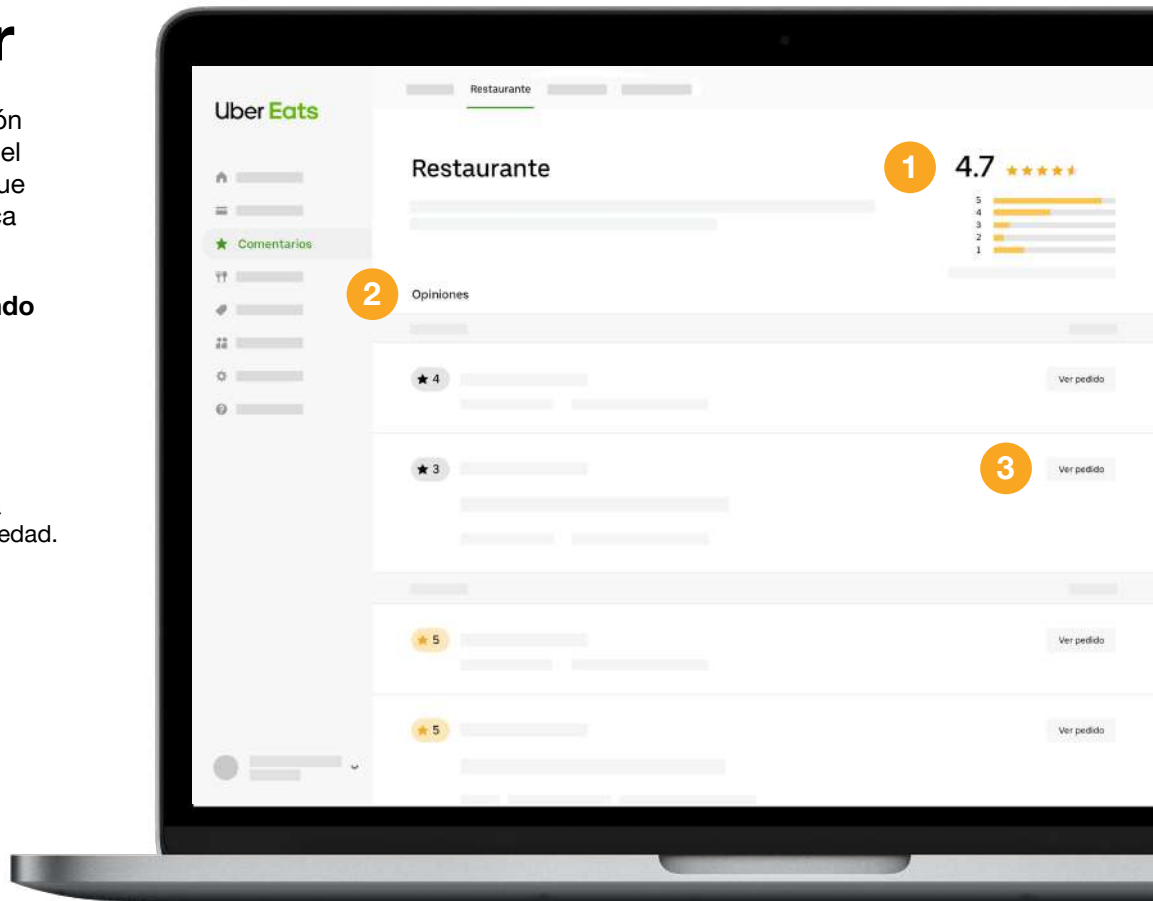 r
ón
el
ue
ca
ndo
edad.
Restaurante
Uber Eats
Comentarios
Restaurante
1
4.7
5
4
3
2
1
2
Opiniones
4
Ver pedido
3
3
Ver pedido
5
Ver pedido
5
Ver pedido